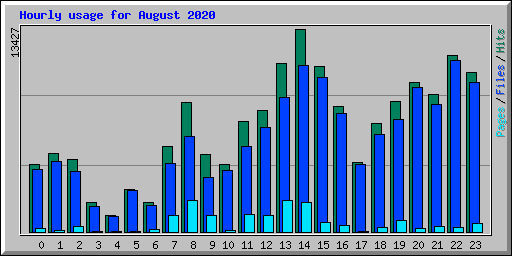 Hourly usage for August 2020
13427
Pages/Files/Hits
0 1 2 3 4 5 6 7 8 9 10 11 12 13 14 15 16 17 18 19 20 21 22 23